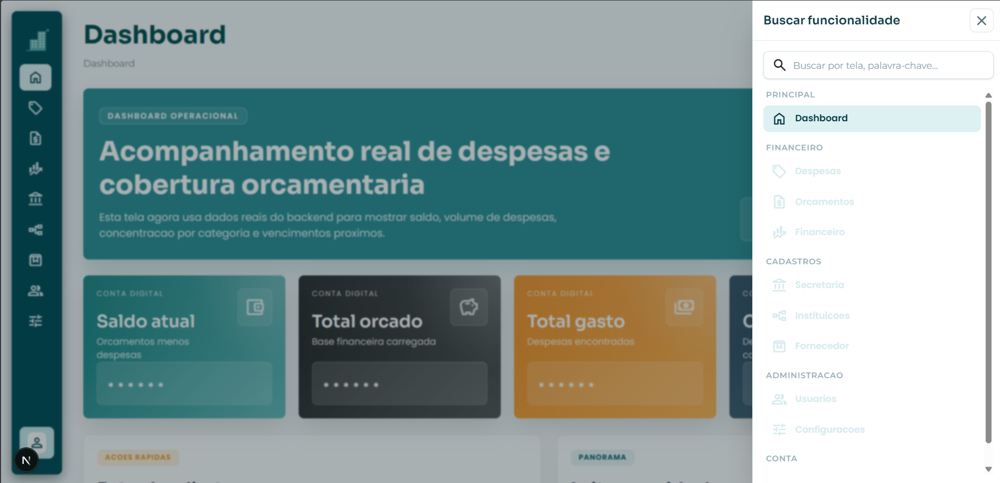 Dashboard
Dashboard
DASHBOARD OPERACIONAL
Acompanhamento real de despesas e
cobertura orcamentaria
Esta tela agora usa dados reais do backend para mostrar saldo, volume de despesas,
concentracao por categoria e vencimentos proximos.
CONTA DIGITAL
Saldo atual
Orcamentos menos
despesas
CONTA DIGITAL
Total orcado
Base financeira carregada
CONTA DIGITAL
Total gasto
Despesas encontradas
ACOES RAPIDAS
PANORAMA
N
Buscar funcionalidade
Buscar por tela, palavra-chave...
PRINCIPAL
Dashboard
FINANCEIRO
Despesas
Orcamentos
Financeiro
CADASTROS
Secretaria
Instituicoes
Fornecedor
ADMINISTRACAO
Usuarios
Configuracoes
CONTA